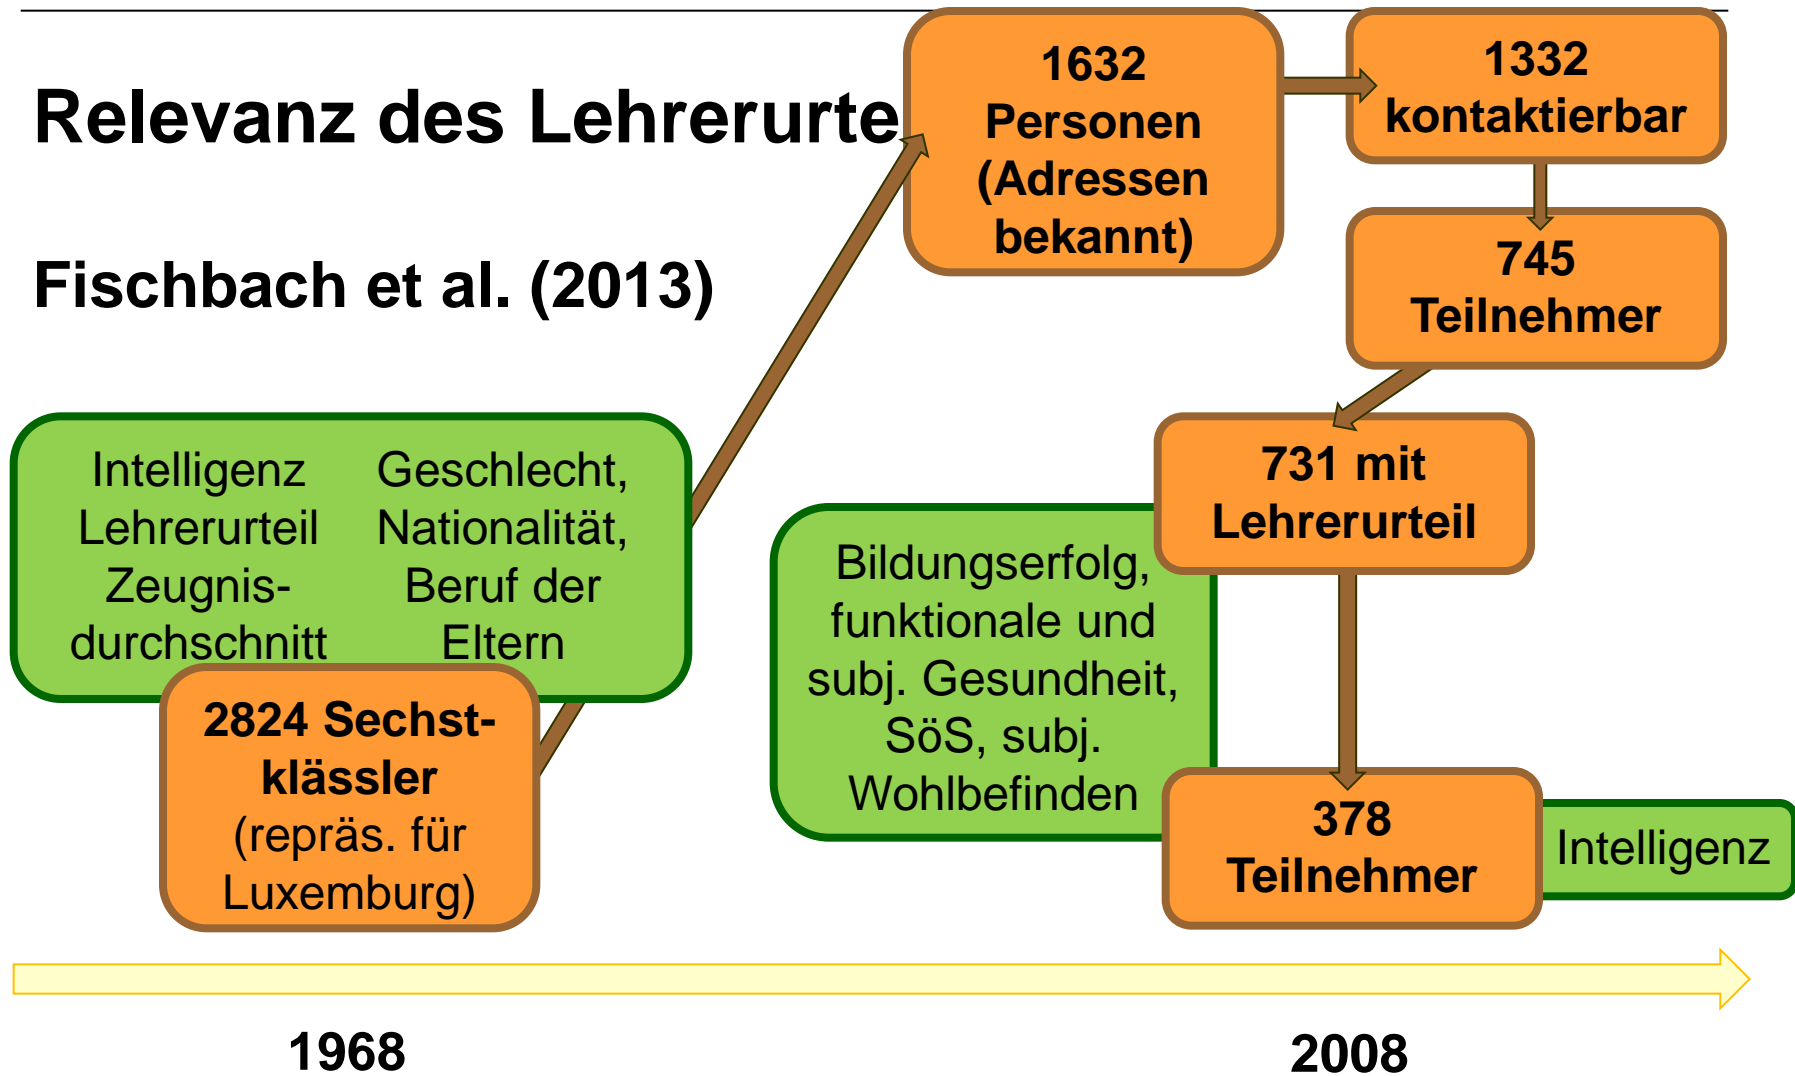 Relevanz des Lehrerurte
Fischbach et al. (2013)
1632
Personen
(Adressen
bekannt)
1332
kontaktierbar
745
Teilnehmer
731 mit
Lehrerurteil
Intelligenz
Lehrerurteil
Zeugnis-
durchschnitt
Geschlecht,
Nationalität,
Beruf der
Eltern
2824 Sechst-
klässler
(repräs. für
Luxemburg)
Bildungserfolg,
funktionale und
subj. Gesundheit,
SöS, subj.
Wohlbefinden
378
Teilnehmer
Intelligenz
1968
2008